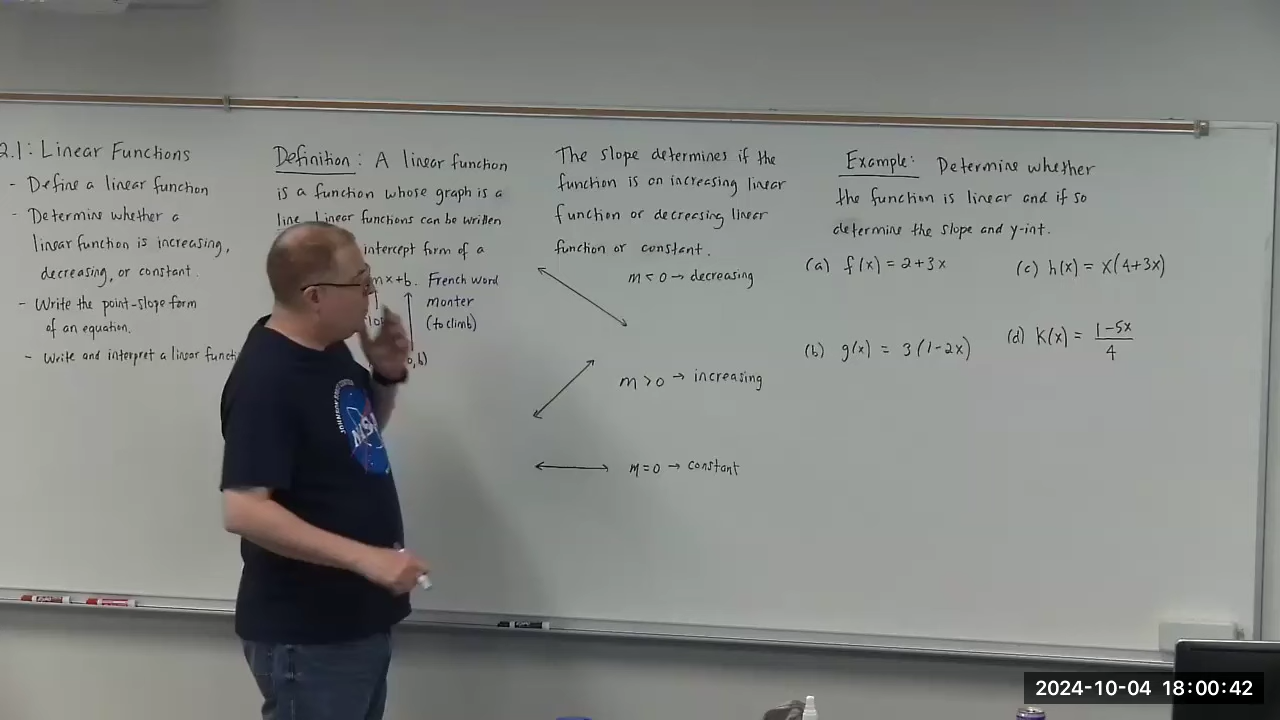 2.1: Linear Functions
- Define a linear function
- Determine whether a
linear function is increasing,
decreasing, or constant.
- Write the point-slope form
of an equation.
- Write and interpret a linear functi
Definition: A linear function
is a function whose graph is a
line. Linear functions can be written
intercept form of a
mx+b. French word
monter
(to climb)
,b)
The slope determines if the
function is an increasing linear
function or decreasing linear
function or constant.
m < 0 → decreasing
m > 0 → increasing
m = 0 → constant
Example: Determine whether
the function is linear and if so
determine the slope and y-int.
(a) f(x) = 2+3x
(c) h(x) = x(4+3x)
(b) g(x) = 3(1-2x)
(d) K(x) = (1-5x)/4
JOHNSON
NASA
2024-10-04 18:00:42